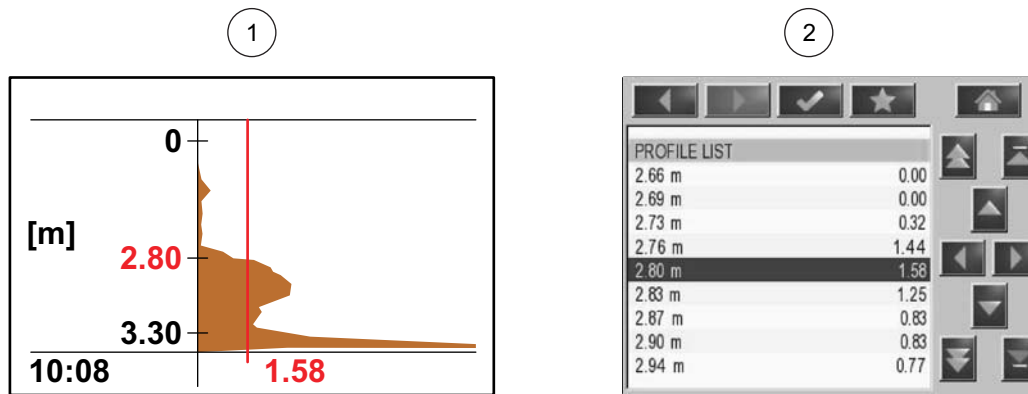 1
2
0
[m]
2.80
3.30
10:08
1.58
PROFILE LIST
2.66 m 0.00
2.69 m 0.00
2.73 m 0.32
2.76 m 1.44
2.80 m 1.58
2.83 m 1.25
2.87 m 0.83
2.90 m 0.83
2.94 m 0.77